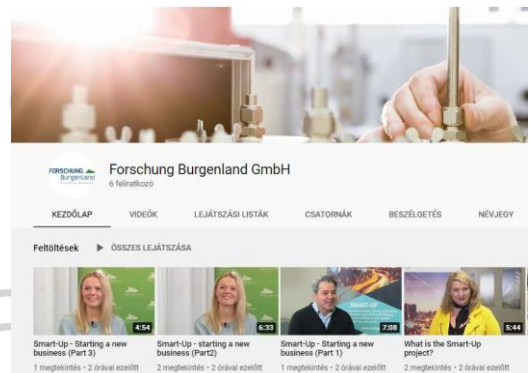 FORSCHUNG
Burgenland
Forschung Burgenland GmbH
6 feliratkozó
KEZDŐLAP VIDEÓK LEJÁTSZÁSI LISTÁK CSATORNÁK BESZÉLGETÉS NÉVJEGY
Feltöltések ▶ ÖSSZES LEJÁTSZÁSA
4:54 6:33 7:08 5:44
SMART-UP
Smart-Up - Starting a new business (Part 3)
1 megtekintés • 2 órával ezelőtt
Smart-Up - starting a new business (Part2)
2 megtekintés • 2 órával ezelőtt
Smart-Up - Starting a new business (Part 1)
1 megtekintés • 2 órával ezelőtt
What is the Smart-Up project?
2 megtekintés • 2 órával ezelőtt